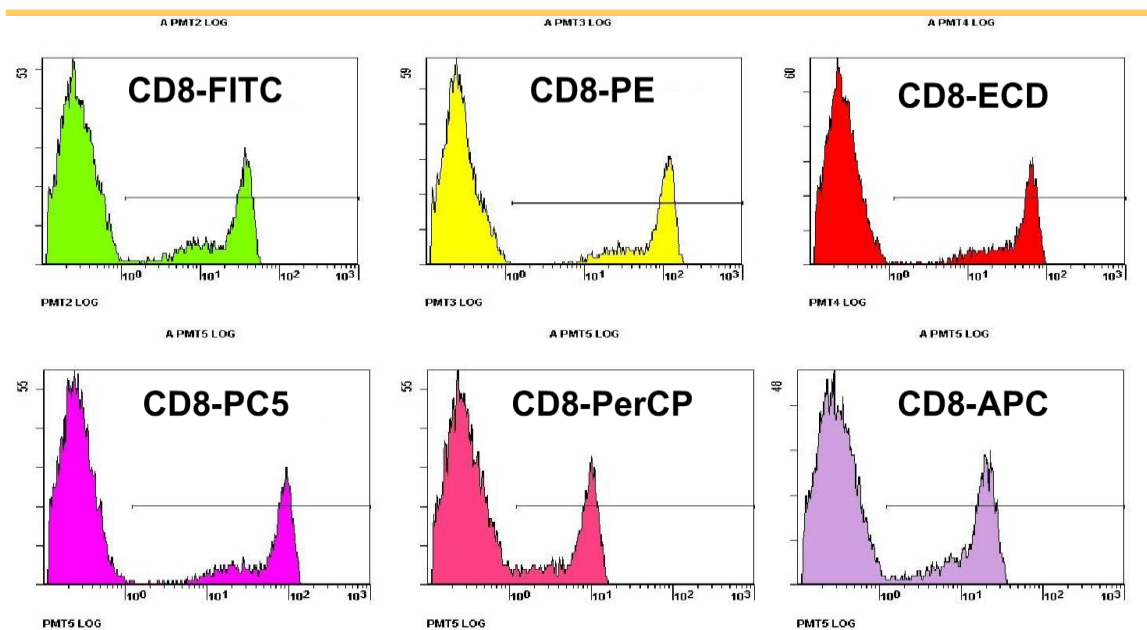 A PMT2 LOG
53
CD8-FITC
10⁰ 10¹ 10² 10³
PMT2 LOG
A PMT3 LOG
59
CD8-PE
10⁰ 10¹ 10² 10³
PMT3 LOG
A PMT4 LOG
60
CD8-ECD
10⁰ 10¹ 10² 10³
PMT4 LOG
A PMT5 LOG
55
CD8-PC5
10⁰ 10¹ 10² 10³
PMT5 LOG
A PMT5 LOG
55
CD8-PerCP
10⁰ 10¹ 10² 10³
PMT5 LOG
A PMT5 LOG
48
CD8-APC
10⁰ 10¹ 10² 10³
PMT5 LOG